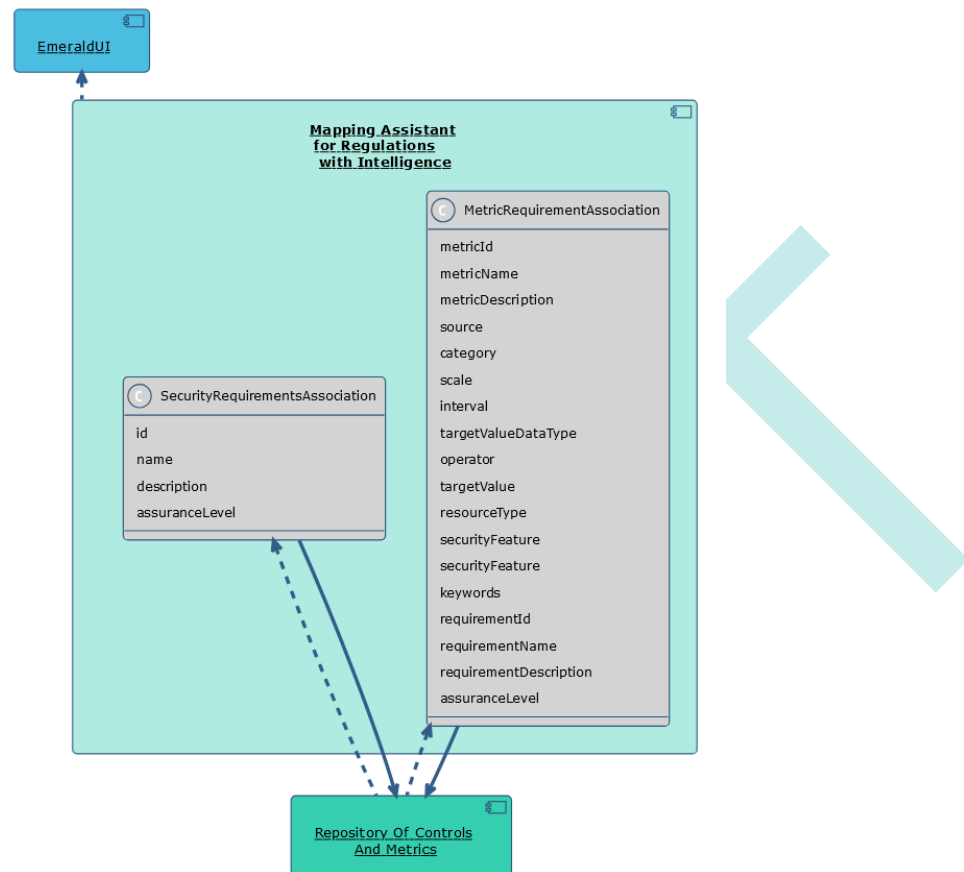 EmeraldUI
Mapping Assistant
for Regulations
with Intelligence
C MetricRequirementAssociation
metricId
metricName
metricDescription
source
category
scale
interval
targetValueDataType
operator
targetValue
resourceType
securityFeature
securityFeature
keywords
requirementId
requirementName
requirementDescription
assuranceLevel
C SecurityRequirementsAssociation
id
name
description
assuranceLevel
Repository Of Controls
And Metrics